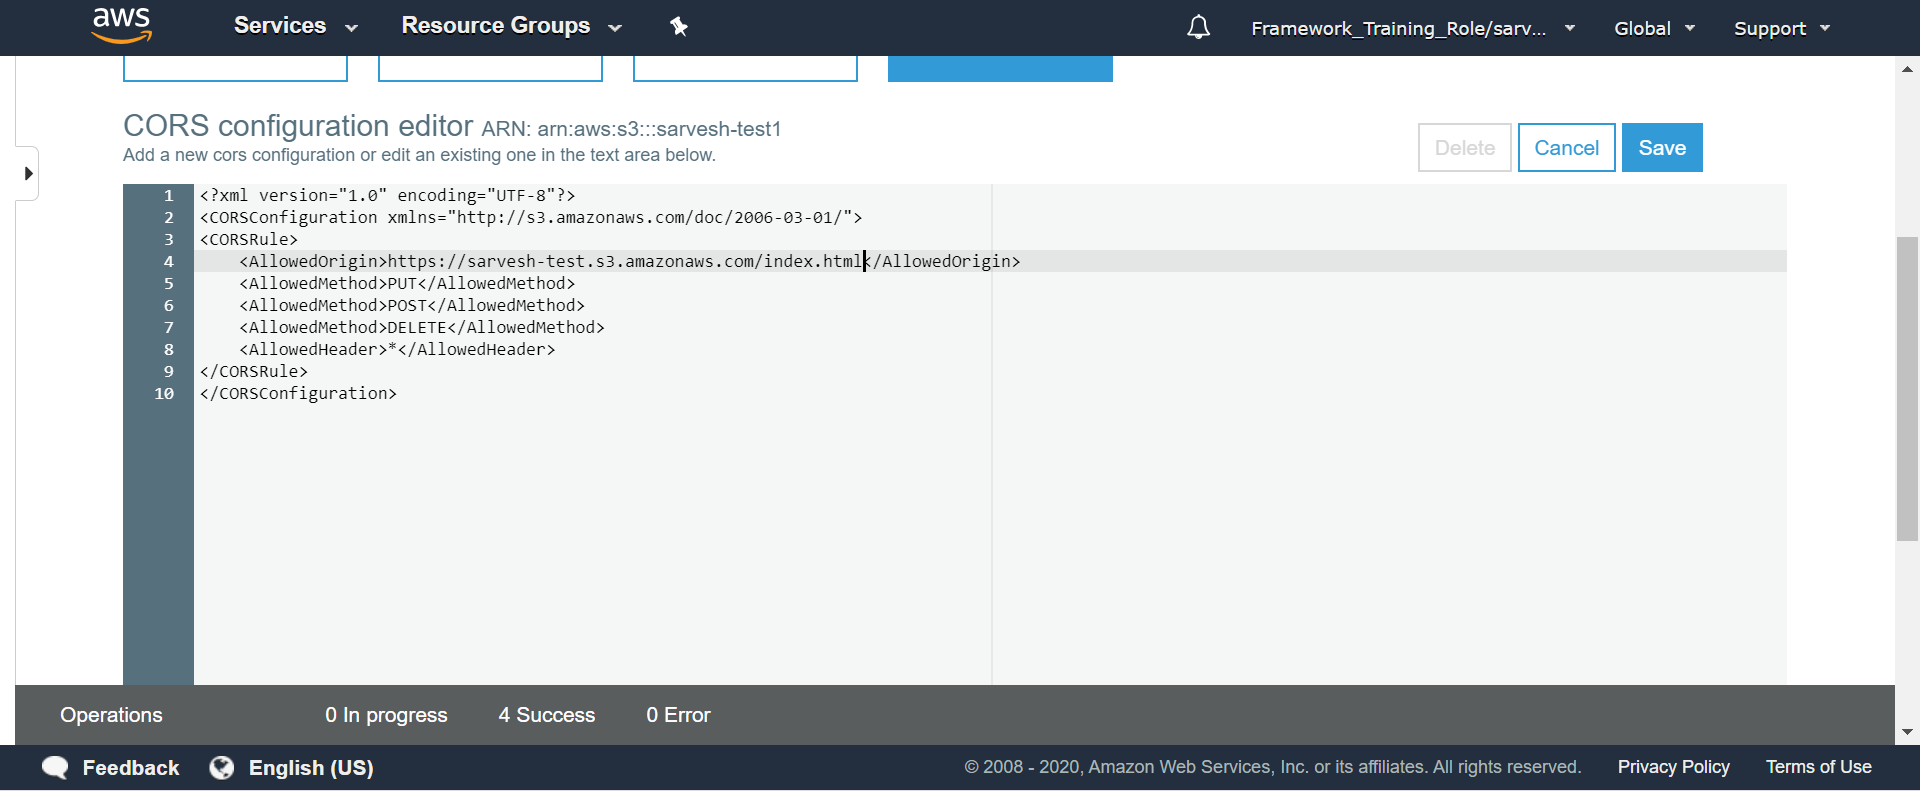 aws Services Resource Groups Framework_Training_Role/sarv... Global Support
CORS configuration editor ARN: arn:aws:s3:::sarvesh-test1
Add a new cors configuration or edit an existing one in the text area below.
Delete Cancel Save
1 <?xml version="1.0" encoding="UTF-8"?>
2 <CORSConfiguration xmlns="http://s3.amazonaws.com/doc/2006-03-01/">
3 <CORSRule>
4     <AllowedOrigin>https://sarvesh-test.s3.amazonaws.com/index.html</AllowedOrigin>
5     <AllowedMethod>PUT</AllowedMethod>
6     <AllowedMethod>POST</AllowedMethod>
7     <AllowedMethod>DELETE</AllowedMethod>
8     <AllowedHeader>*</AllowedHeader>
9 </CORSRule>
10 </CORSConfiguration>
Operations 0 In progress 4 Success 0 Error
Feedback English (US) © 2008 - 2020, Amazon Web Services, Inc. or its affiliates. All rights reserved. Privacy Policy Terms of Use